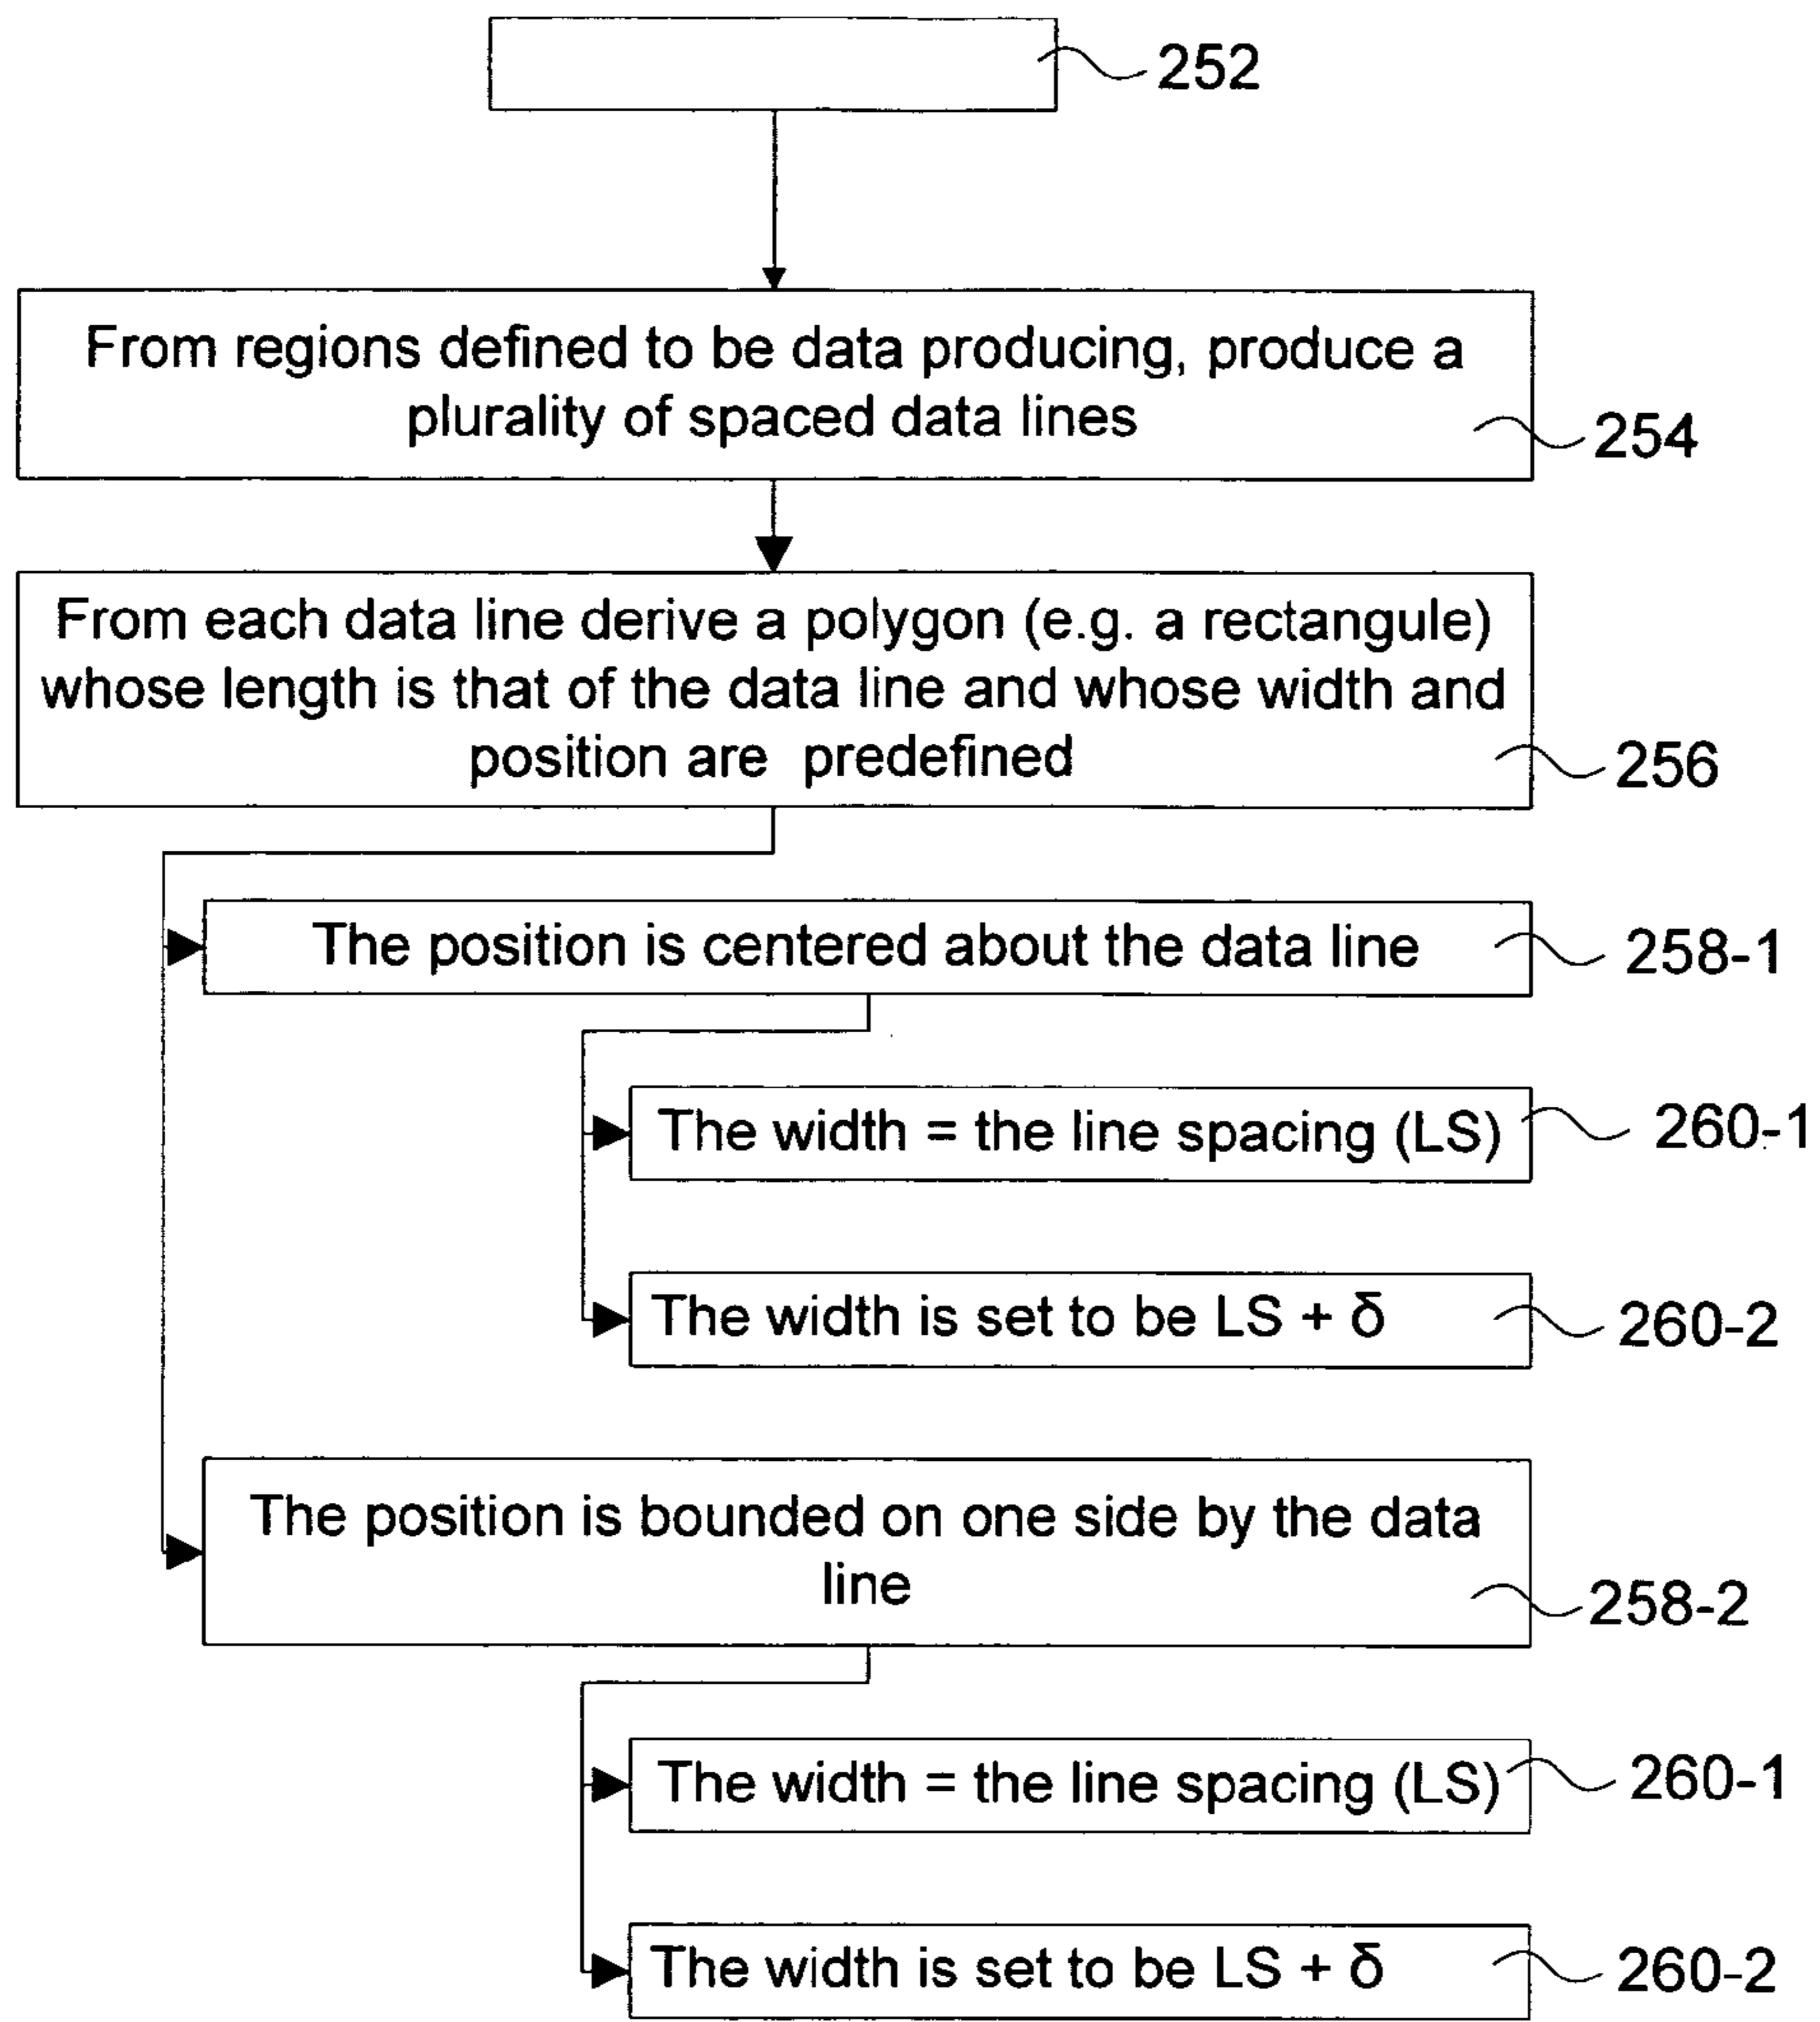 252
From regions defined to be data producing, produce a
plurality of spaced data lines
254
From each data line derive a polygon (e.g. a rectangule)
whose length is that of the data line and whose width and
position are predefined
256
The position is centered about the data line
258-1
The width = the line spacing (LS)
260-1
The width is set to be LS + δ
260-2
The position is bounded on one side by the data
line
258-2
The width = the line spacing (LS)
260-1
The width is set to be LS + δ
260-2